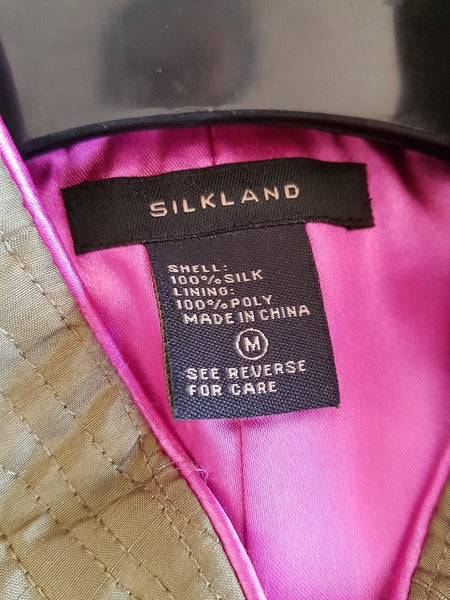 SILKLAND
SHELL:
100%SILK
LINING:
100%POLY
MADE IN CHINA
M
SEE REVERSE
FOR CARE